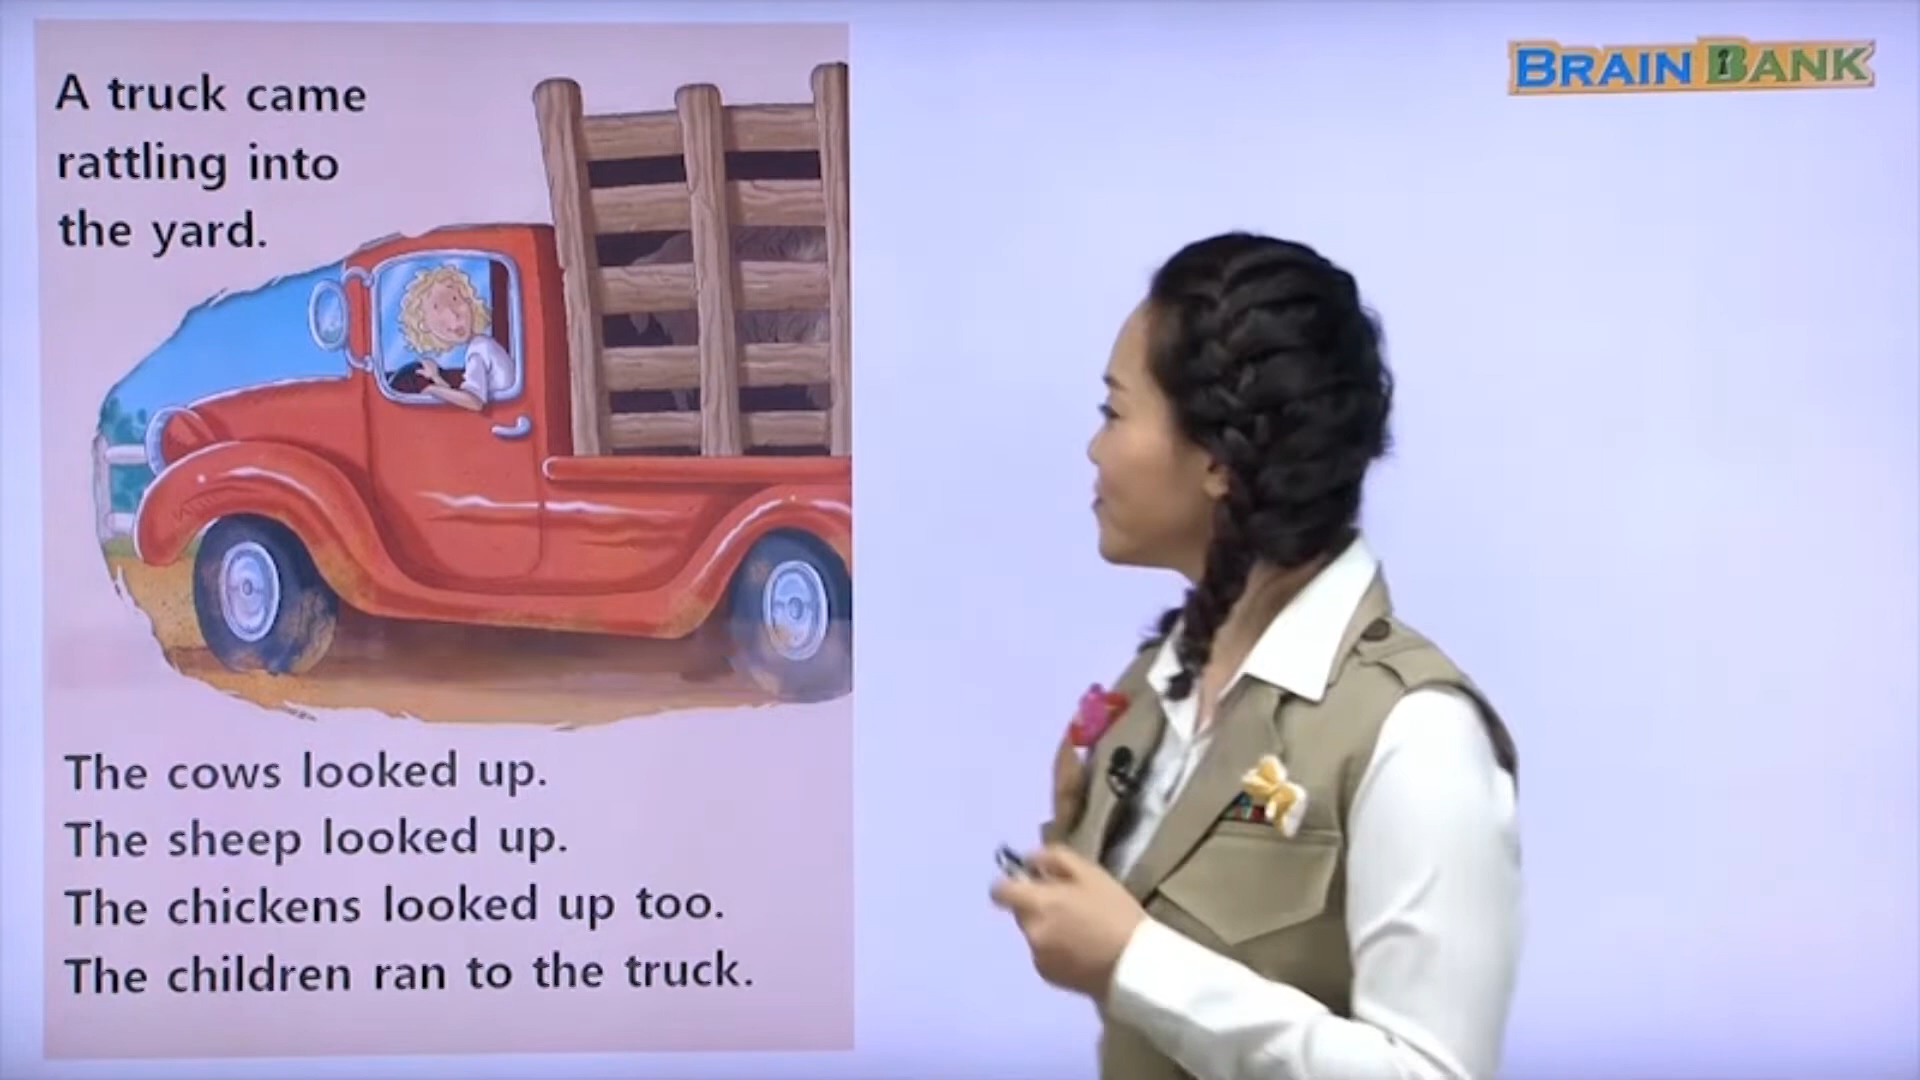 A truck came
rattling into
the yard.
The cows looked up.
The sheep looked up.
The chickens looked up too.
The children ran to the truck.
BRAIN BANK